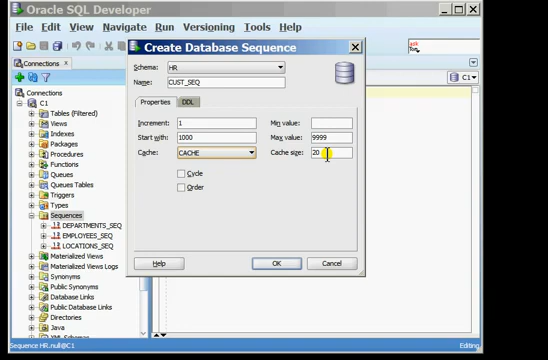 Oracle SQL Developer
File Edit View Navigate Run Versioning Tools Help
Connections
C1
Connections
C1
Tables (Filtered)
Views
Indexes
Packages
Procedures
Functions
Queues
Queues Tables
Triggers
Types
Sequences
DEPARTMENTS_SEQ
EMPLOYEES_SEQ
LOCATIONS_SEQ
Materialized Views
Materialized Views Logs
Synonyms
Public Synonyms
Database Links
Public Database Links
Directories
Java
Sequence HR.null@C1
Editing
Create Database Sequence
Schema: HR
Name: CUST_SEQ
Properties DDL
Increment: 1 Min value:
Start with: 1000 Max value: 9999
Cache: CACHE Cache size: 20
Cycle
Order
Help OK Cancel